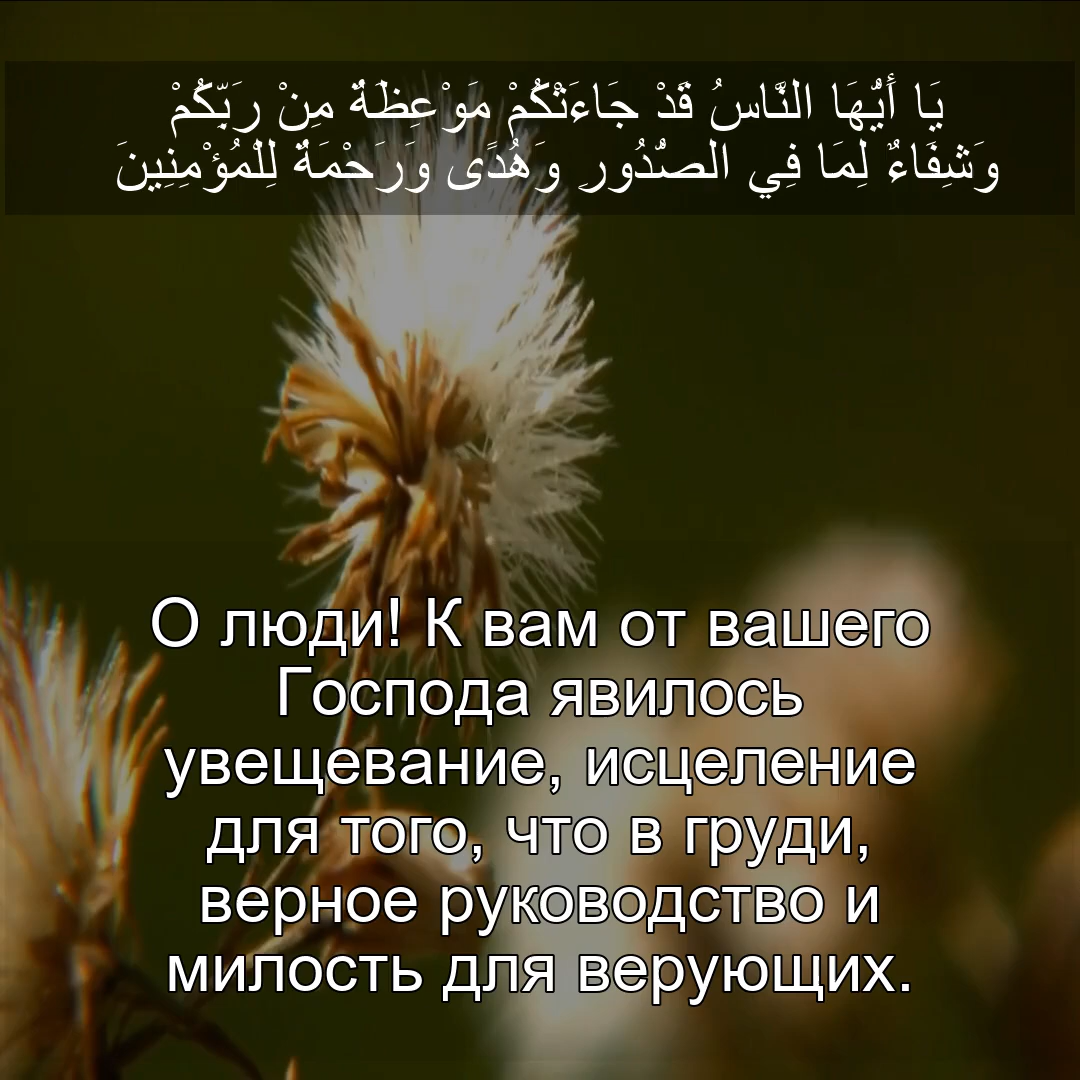 يَا أَيُّهَا النَّاسُ قَدْ جَاءَتْكُمْ مَوْعِظَةٌ مِنْ رَبِّكُمْ
وَشِفَاءٌ لِمَا فِي الصُّدُورِ وَهُدًى وَرَحْمَةٌ لِلْمُؤْمِنِينَ
О люди! К вам от вашего
Господа явилось
увещевание, исцеление
для того, что в груди,
верное руководство и
милость для верующих.